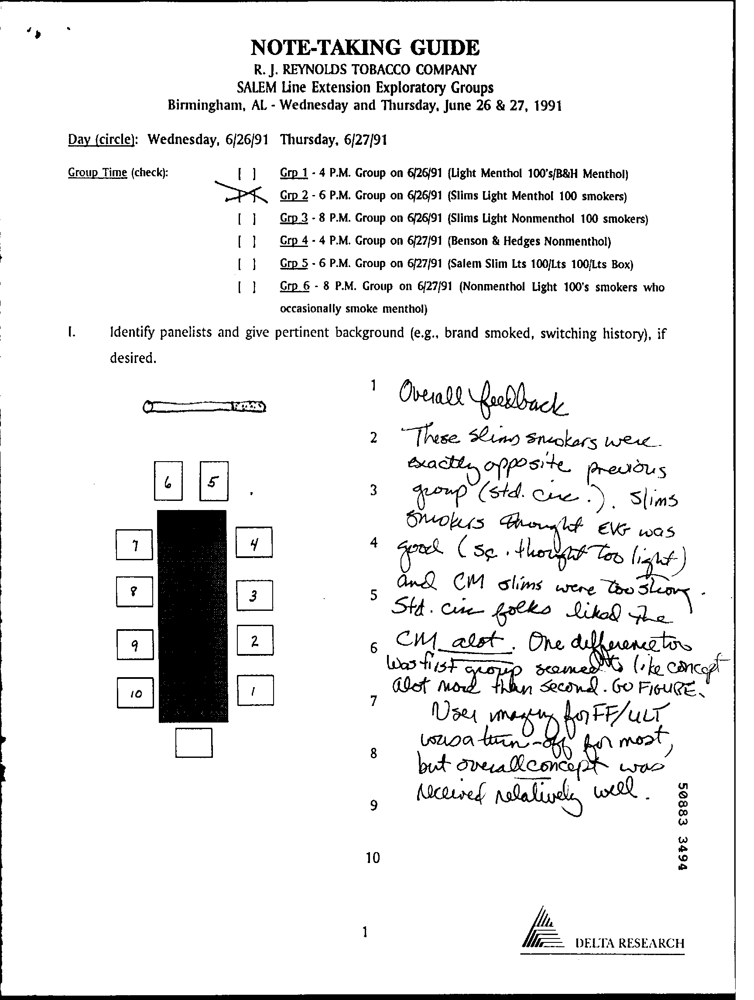 NOTE-TAKING GUIDE
R. J. REYNOLDS TOBACCO COMPANY
SALEM Line Extension Exploratory Groups
Birmingham, AL - Wednesday and Thursday, June 26 & 27, 1991
Day (circle): Wednesday, 6/26/91 Thursday, 6/27/91
Group Time (check): [ ] Grp 1 - 4 P.M. Group on 6/26/91 (Light Menthol 100's/B&H Menthol)
Grp 2 - 6 P.M. Group on 6/26/91 (Slims Light Menthol 100 smokers)
[ ] Grp 3 - 8 P.M. Group on 6/26/91 (Slims Light Nonmenthol 100 smokers)
[ ] Grp 4 - 4 P.M. Group on 6/27/91 (Benson & Hedges Nonmenthol)
[ ] Grp 5 - 6 P.M. Group on 6/27/91 (Salem Slim Lts 100/Lts 100/Lts Box)
[ ] Grp 6 - 8 P.M. Group on 6/27/91 (Nonmenthol Light 100's smokers who
occasionally smoke menthol)
I. Identify panelists and give pertinent background (e.g., brand smoked, switching history), if
desired.
1 Overall feedback
2 These slims smokers were
exactly opposite previous
3 group (std. circ.). Slims
smokers thought EVG was
4 good (sc. thought too light)
and CM slims were too strong.
5 Std. circ folks liked the
6 CM alot. One difference too
was first group seemed to like concept
alot more than second. GO FIGURE.
7 User imagery for FF/ULT
was a turn-off for most,
8 but overall concept was
received relatively well.
9
10
6 5
7 4
8 3
9 2
10 1
50883 3494
1
DELTA RESEARCH